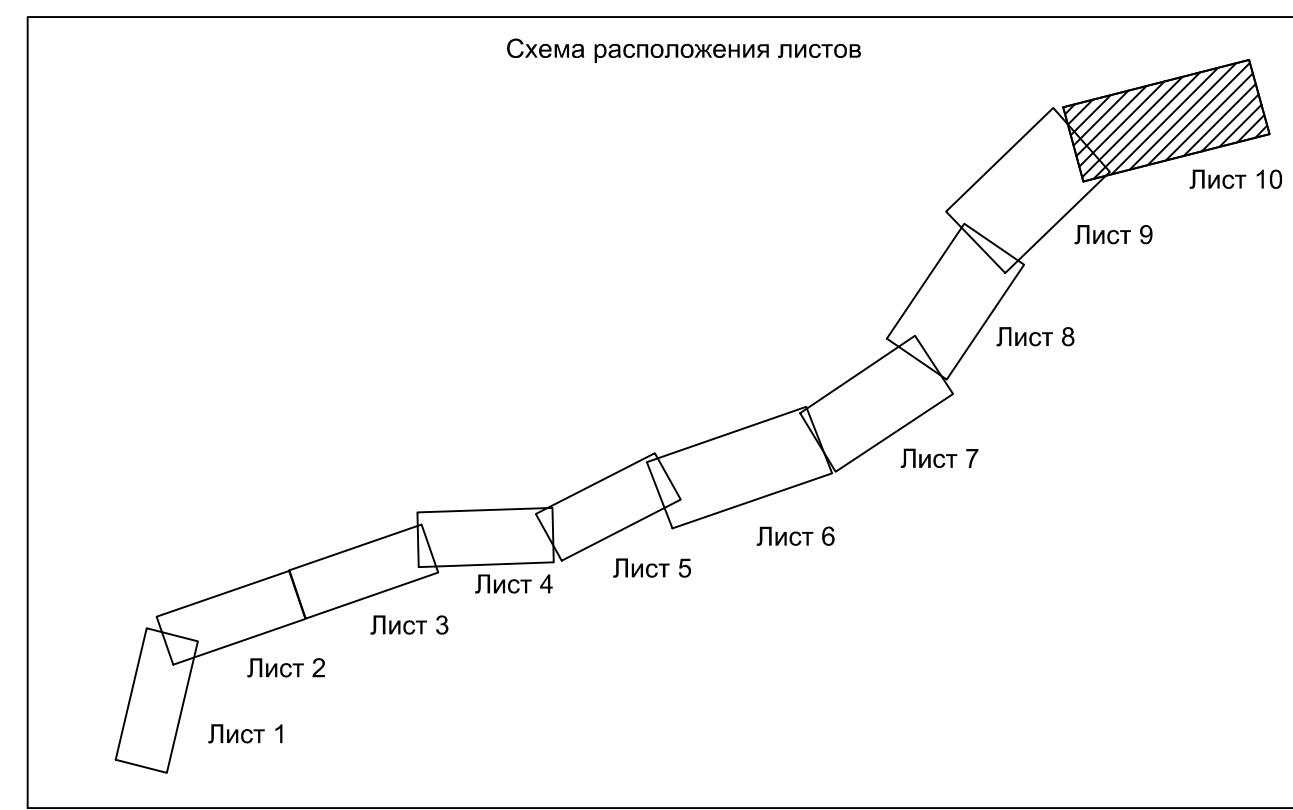 Схема расположения листов
Лист 10
Лист 9
Лист 8
Лист 7
Лист 6
Лист 5
Лист 4
Лист 3
Лист 2
Лист 1